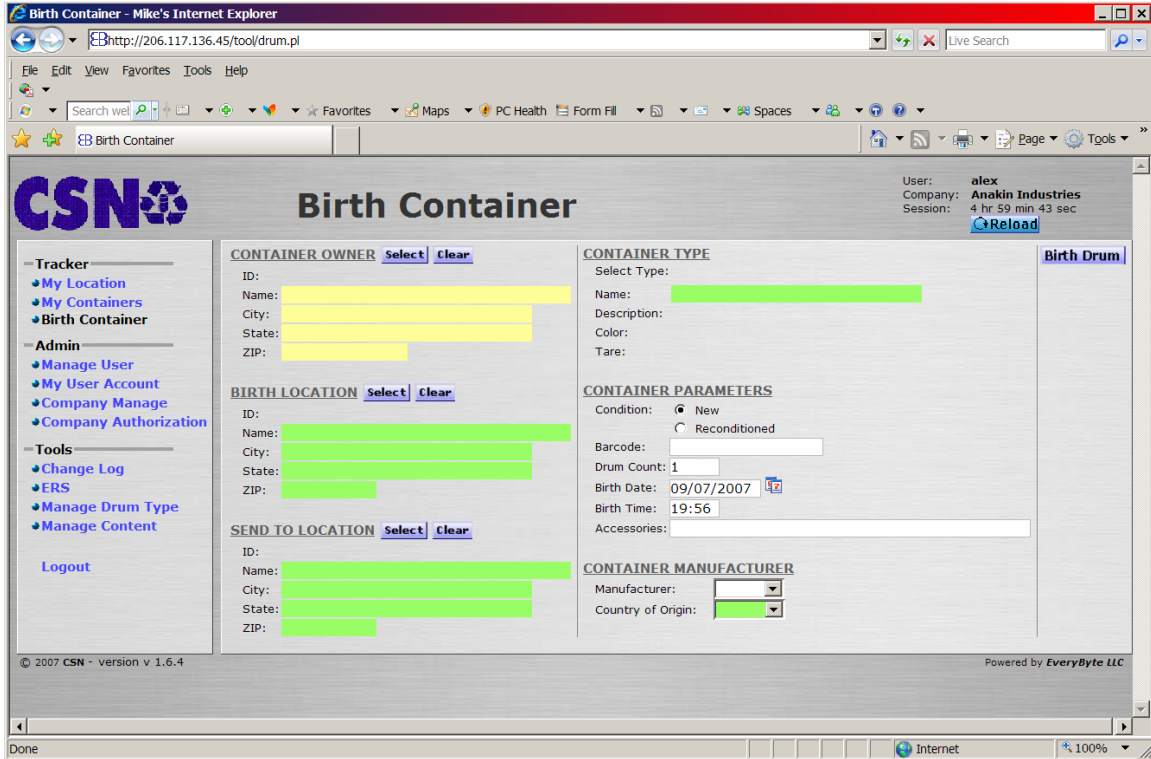 Birth Container - Mike's Internet Explorer
http://206.117.136.45/tool/drum.pl
Live Search
File Edit View Favorites Tools Help
Search wel
Favorites Maps PC Health Form Fill Spaces
Birth Container
Page Tools
CSN
Birth Container
User: alex
Company: Anakin Industries
Session: 4 hr 59 min 43 sec
Reload
Tracker
My Location
My Containers
Birth Container
Admin
Manage User
My User Account
Company Manage
Company Authorization
Tools
Change Log
ERS
Manage Drum Type
Manage Content
Logout
CONTAINER OWNER Select Clear
ID:
Name:
City:
State:
ZIP:
BIRTH LOCATION Select Clear
ID:
Name:
City:
State:
ZIP:
SEND TO LOCATION Select Clear
ID:
Name:
City:
State:
ZIP:
CONTAINER TYPE
Select Type:
Name:
Description:
Color:
Tare:
CONTAINER PARAMETERS
Condition: New
Reconditioned
Barcode:
Drum Count: 1
Birth Date: 09/07/2007
Birth Time: 19:56
Accessories:
CONTAINER MANUFACTURER
Manufacturer:
Country of Origin:
Birth Drum
© 2007 CSN - version v 1.6.4
Powered by EveryByte LLC
Done
Internet
100%